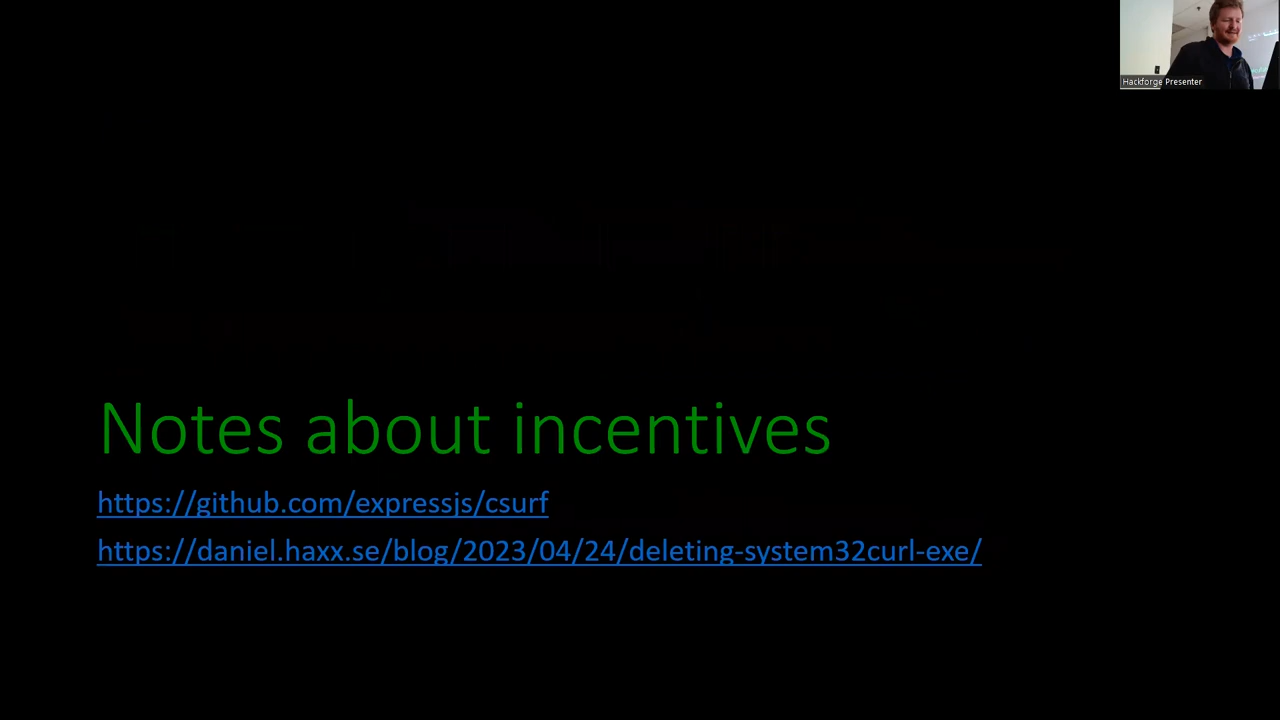 Hackforge Presenter
Notes about incentives
https://github.com/expressjs/csurf
https://daniel.haxx.se/blog/2023/04/24/deleting-system32curl-exe/